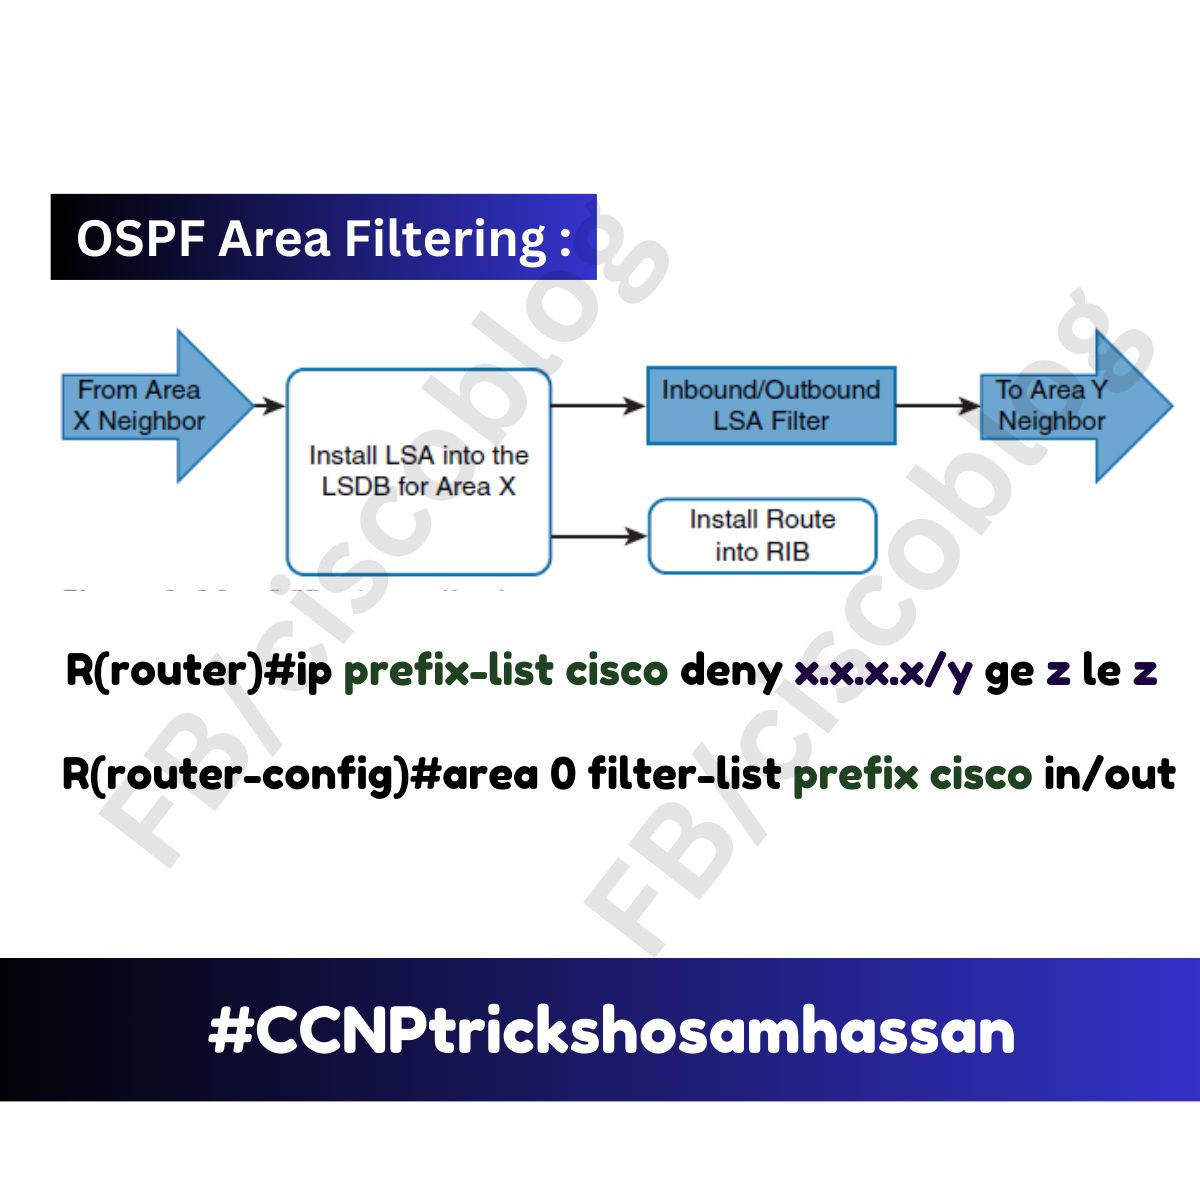 OSPF Area Filtering :
From Area
X Neighbor
Install LSA into the
LSDB for Area X
Inbound/Outbound
LSA Filter
To Area Y
Neighbor
Install Route
into RIB
R(router)#ip prefix-list cisco deny x.x.x.x/y ge z le z
R(router-config)#area 0 filter-list prefix cisco in/out
FB/ciscoblog
FB/ciscoblog
#CCNPtrickshosamhassan